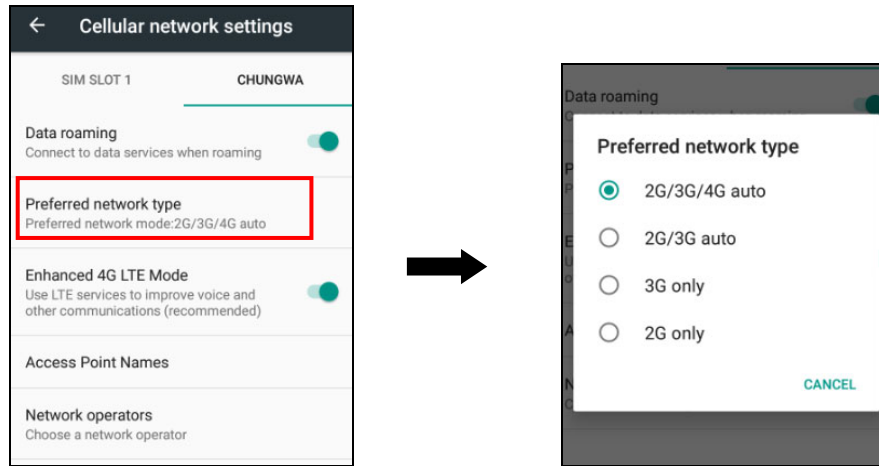 Cellular network settings
SIM SLOT 1
CHUNGWA
Data roaming
Connect to data services when roaming
Preferred network type
Preferred network mode:2G/3G/4G auto
Enhanced 4G LTE Mode
Use LTE services to improve voice and
other communications (recommended)
Access Point Names
Network operators
Choose a network operator
Data roaming
Preferred network type
2G/3G/4G auto
2G/3G auto
3G only
2G only
CANCEL